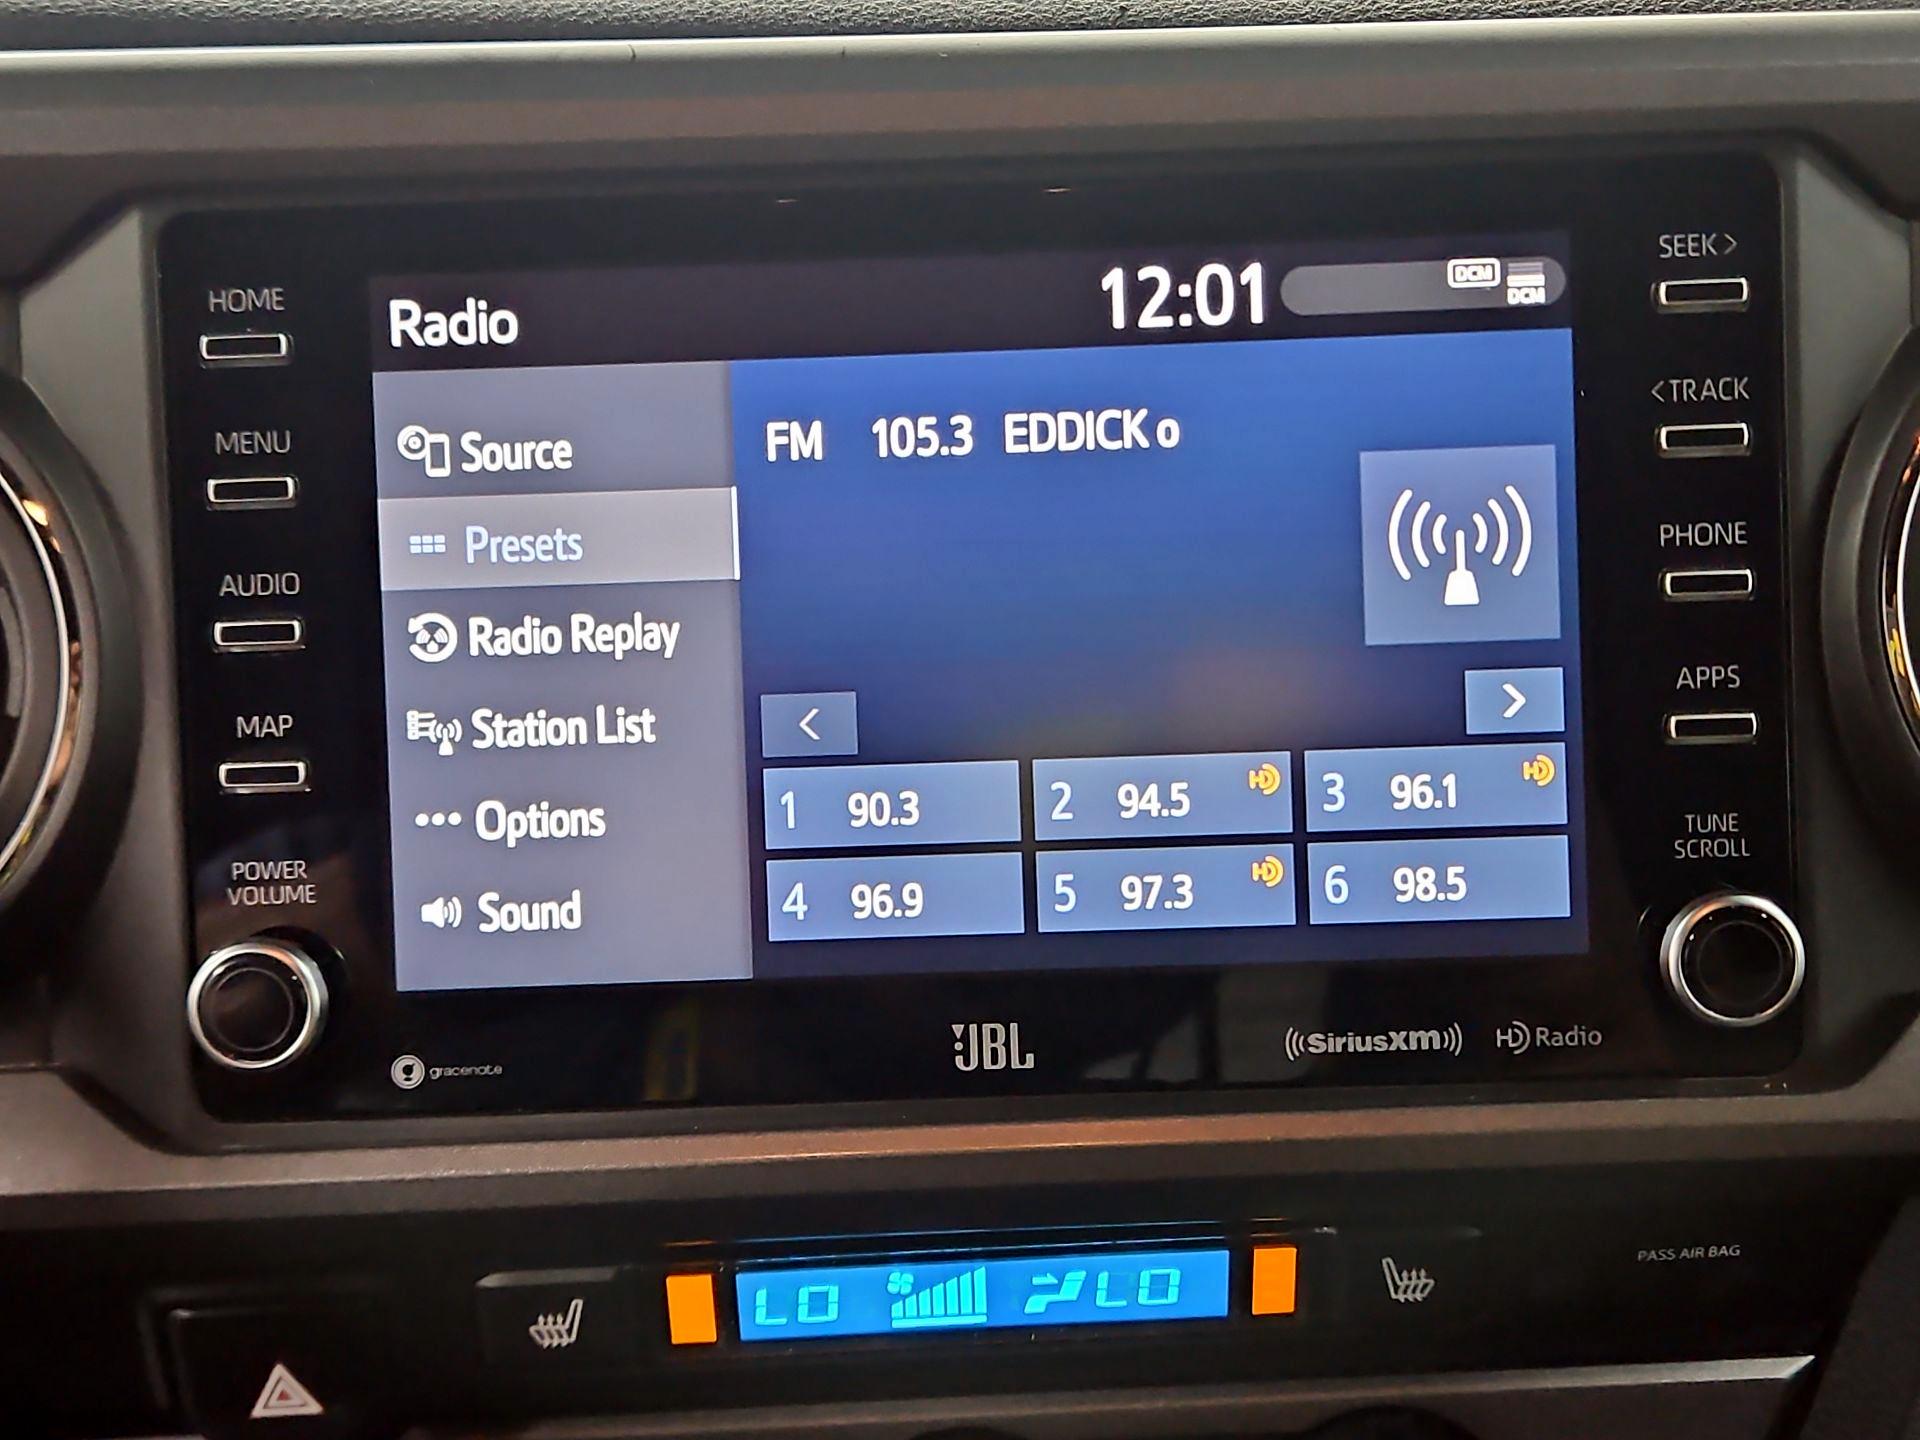 HOME
MENU
AUDIO
MAP
POWER
VOLUME
Radio
12:01
DCM
DCM
Source
Presets
Radio Replay
Station List
Options
Sound
FM 105.3 EDDICK o
<
>
1 90.3
2 94.5 HD
3 96.1 HD
4 96.9
5 97.3 HD
6 98.5
SEEK >
< TRACK
PHONE
APPS
TUNE
SCROLL
gracenote
JBL
((SiriusXM))
HD Radio
LO
LO
PASS AIR BAG